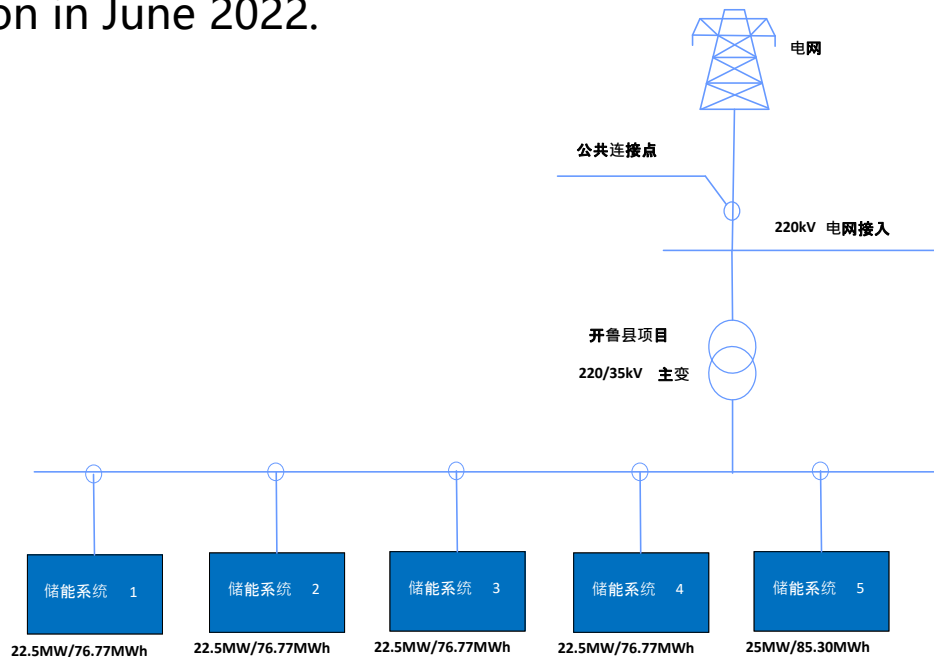 on in June 2022.
电网
公共连接点
220kV 电网接入
开鲁县项目
220/35kV 主变
储能系统 1
储能系统 2
储能系统 3
储能系统 4
储能系统 5
22.5MW/76.77MWh
22.5MW/76.77MWh
22.5MW/76.77MWh
22.5MW/76.77MWh
25MW/85.30MWh